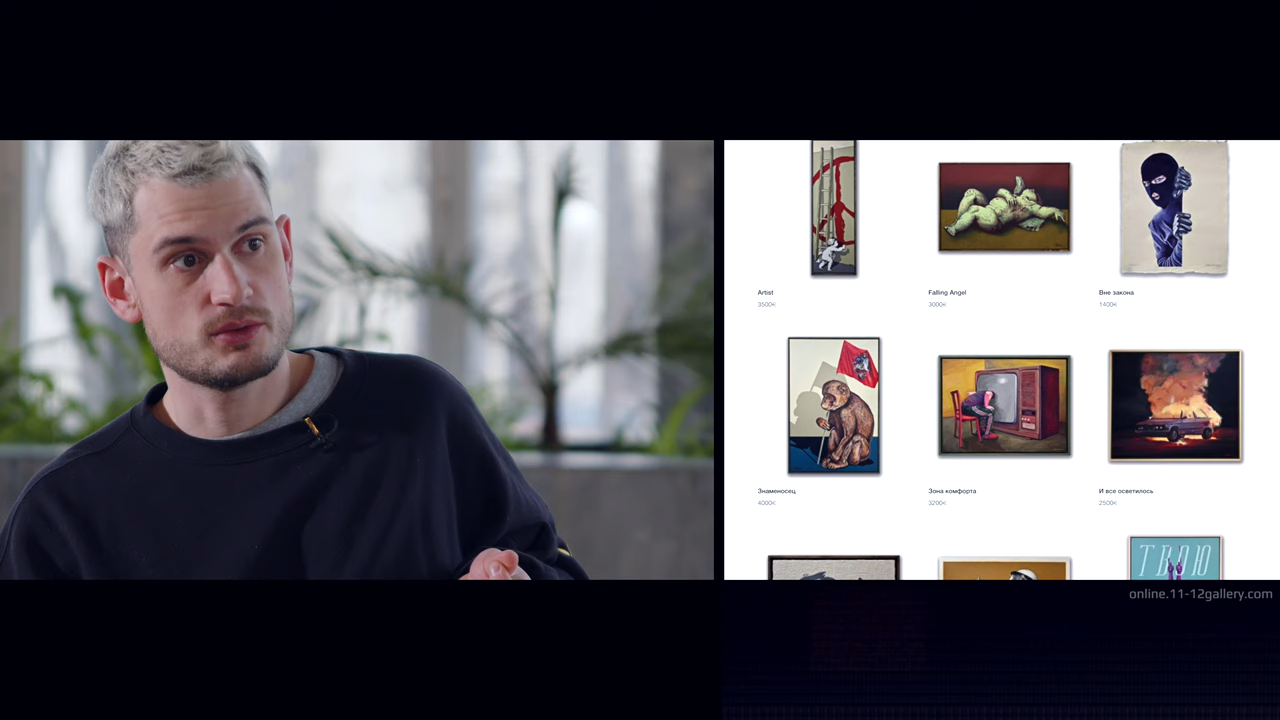 Artist
3500€
Falling Angel
3000€
Вне закона
1400€
Знаменосец
4000€
Зона комфорта
3200€
И все осветилось
2500€
ТВОЮ
online.11-12gallery.com